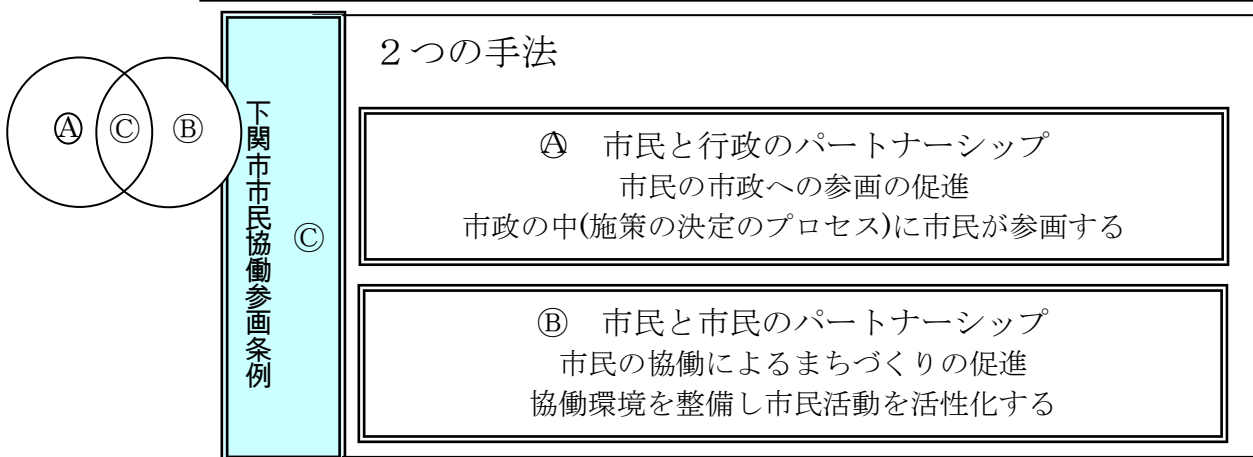 Ⓐ Ⓒ Ⓑ
下関市市民協働参画条例
Ⓒ
２つの手法
Ⓐ 市民と行政のパートナーシップ
市民の市政への参画の促進
市政の中(施策の決定のプロセス)に市民が参画する
Ⓑ 市民と市民のパートナーシップ
市民の協働によるまちづくりの促進
協働環境を整備し市民活動を活性化する